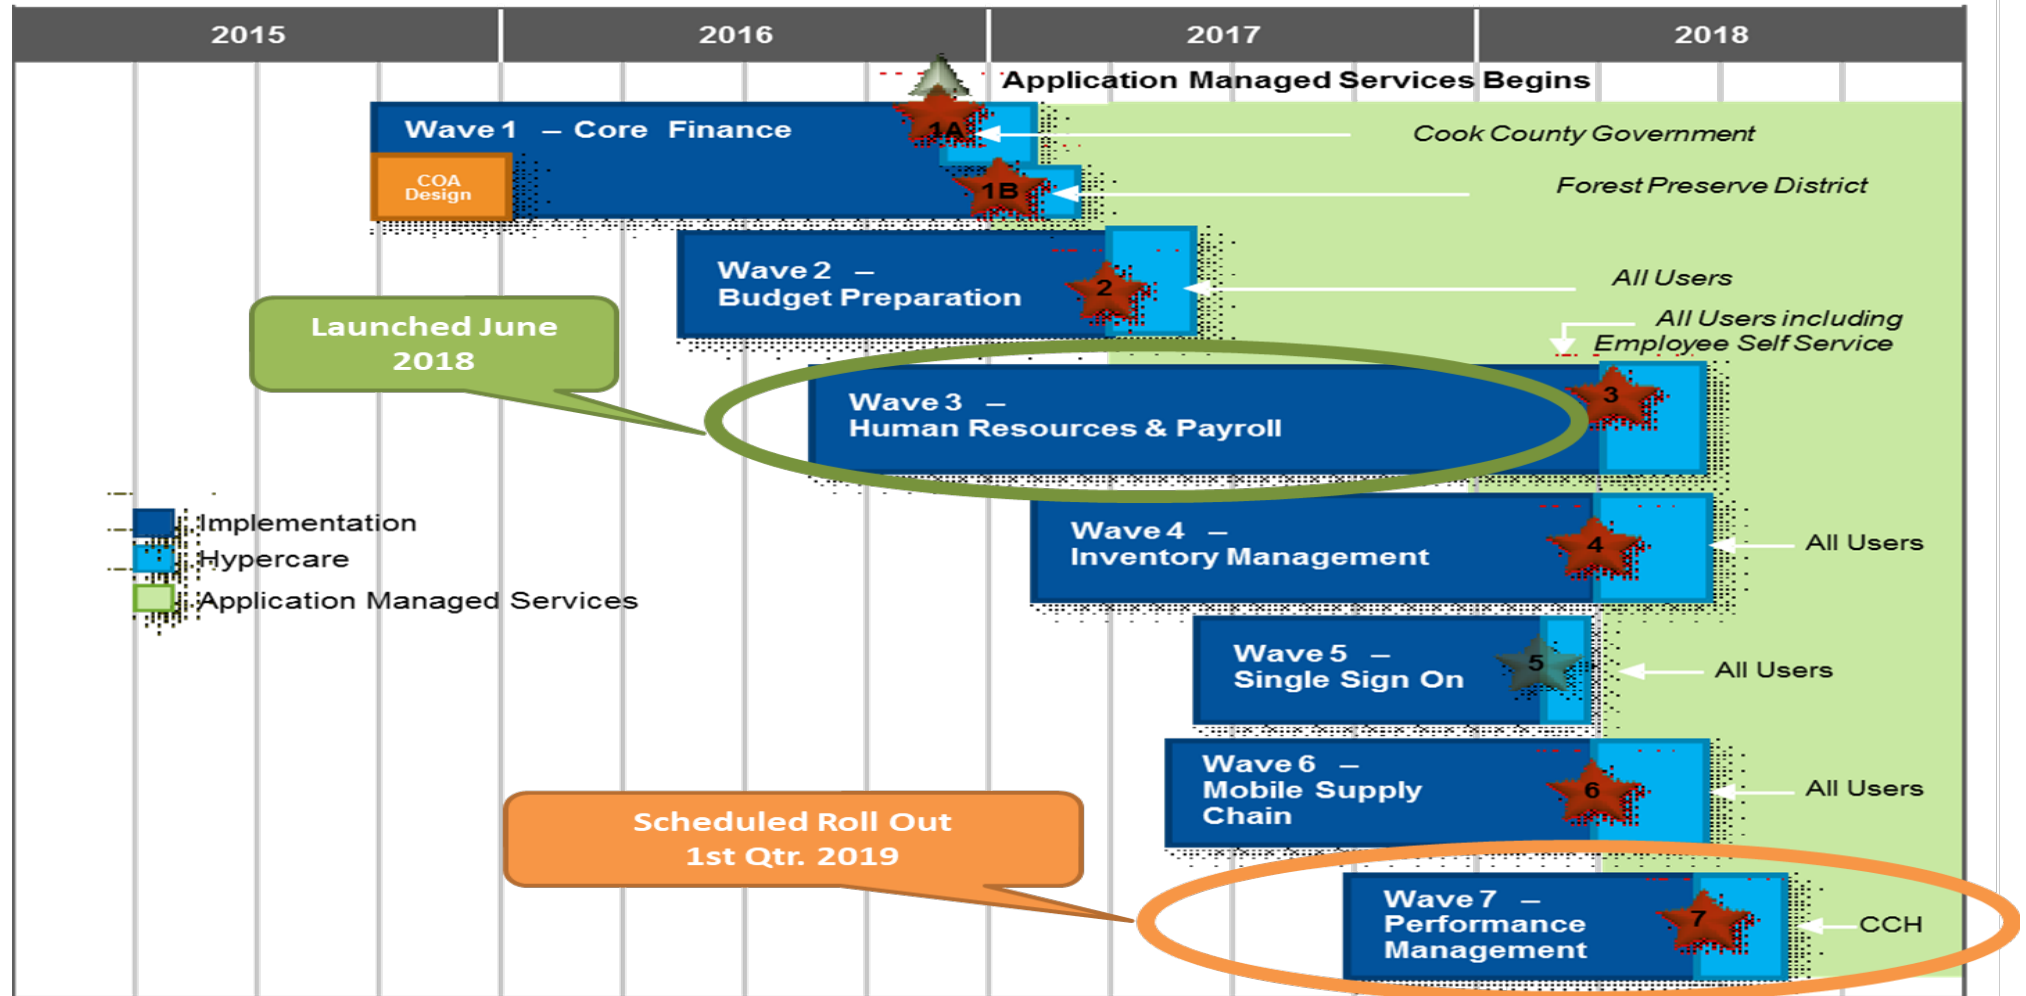 2015 2016 2017 2018
Application Managed Services Begins
Wave 1 – Core Finance
1A
Cook County Government
COA
Design
1B
Forest Preserve District
Wave 2 –
Budget Preparation
2
All Users
Launched June
2018
All Users including
Employee Self Service
Wave 3 –
Human Resources & Payroll
3
Implementation
Hypercare
Application Managed Services
Wave 4 –
Inventory Management
4
All Users
Wave 5 –
Single Sign On
5
All Users
Wave 6 –
Mobile Supply
Chain
6
All Users
Scheduled Roll Out
1st Qtr. 2019
Wave 7 –
Performance
Management
7
CCH